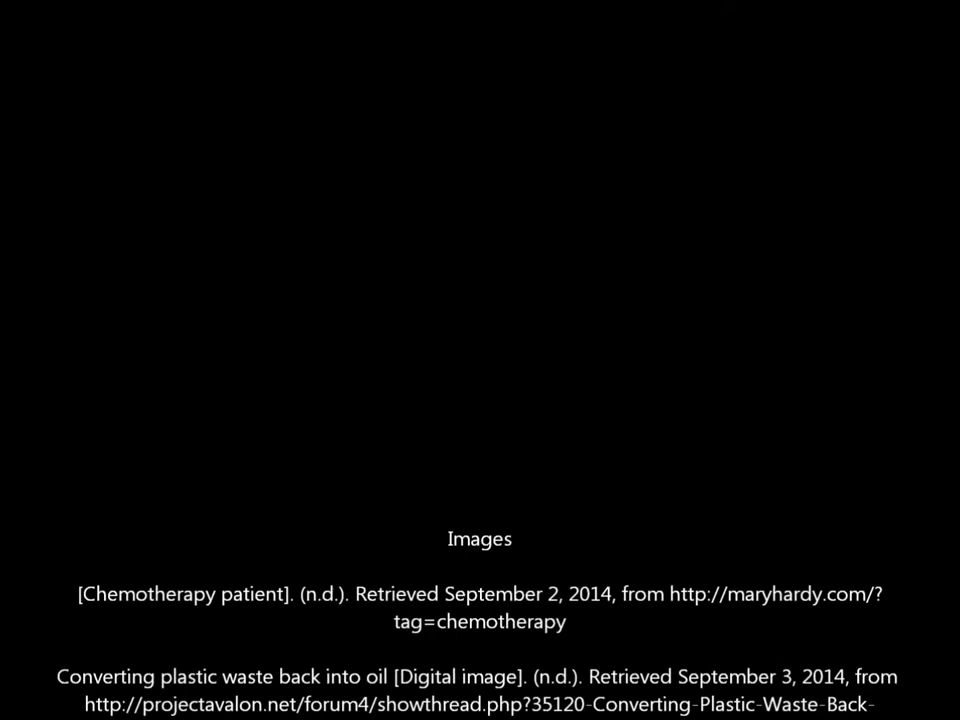 Images
[Chemotherapy patient]. (n.d.). Retrieved September 2, 2014, from http://maryhardy.com/?
tag=chemotherapy
Converting plastic waste back into oil [Digital image]. (n.d.). Retrieved September 3, 2014, from
http://projectavalon.net/forum4/showthread.php?35120-Converting-Plastic-Waste-Back-